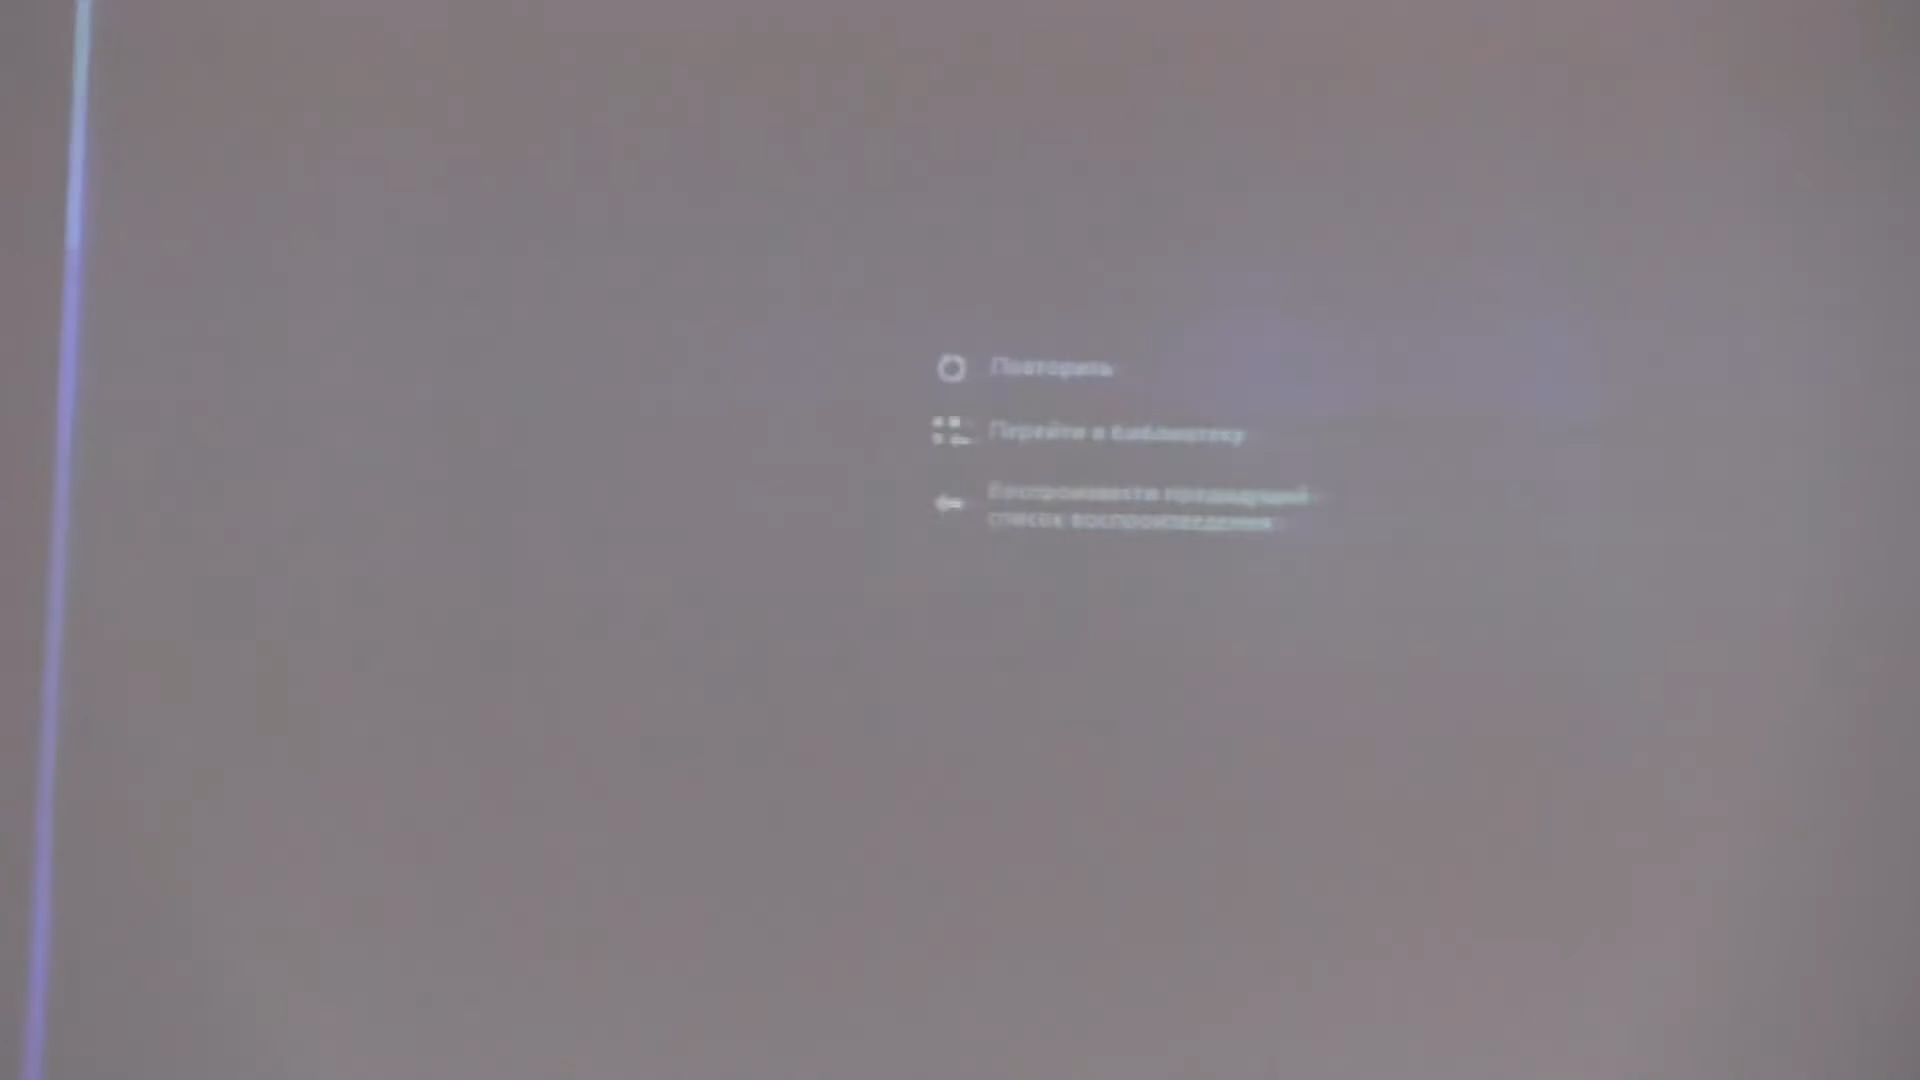 Повторить
Перейти в библиотеку
Воспроизвести предыдущий
список воспроизведения